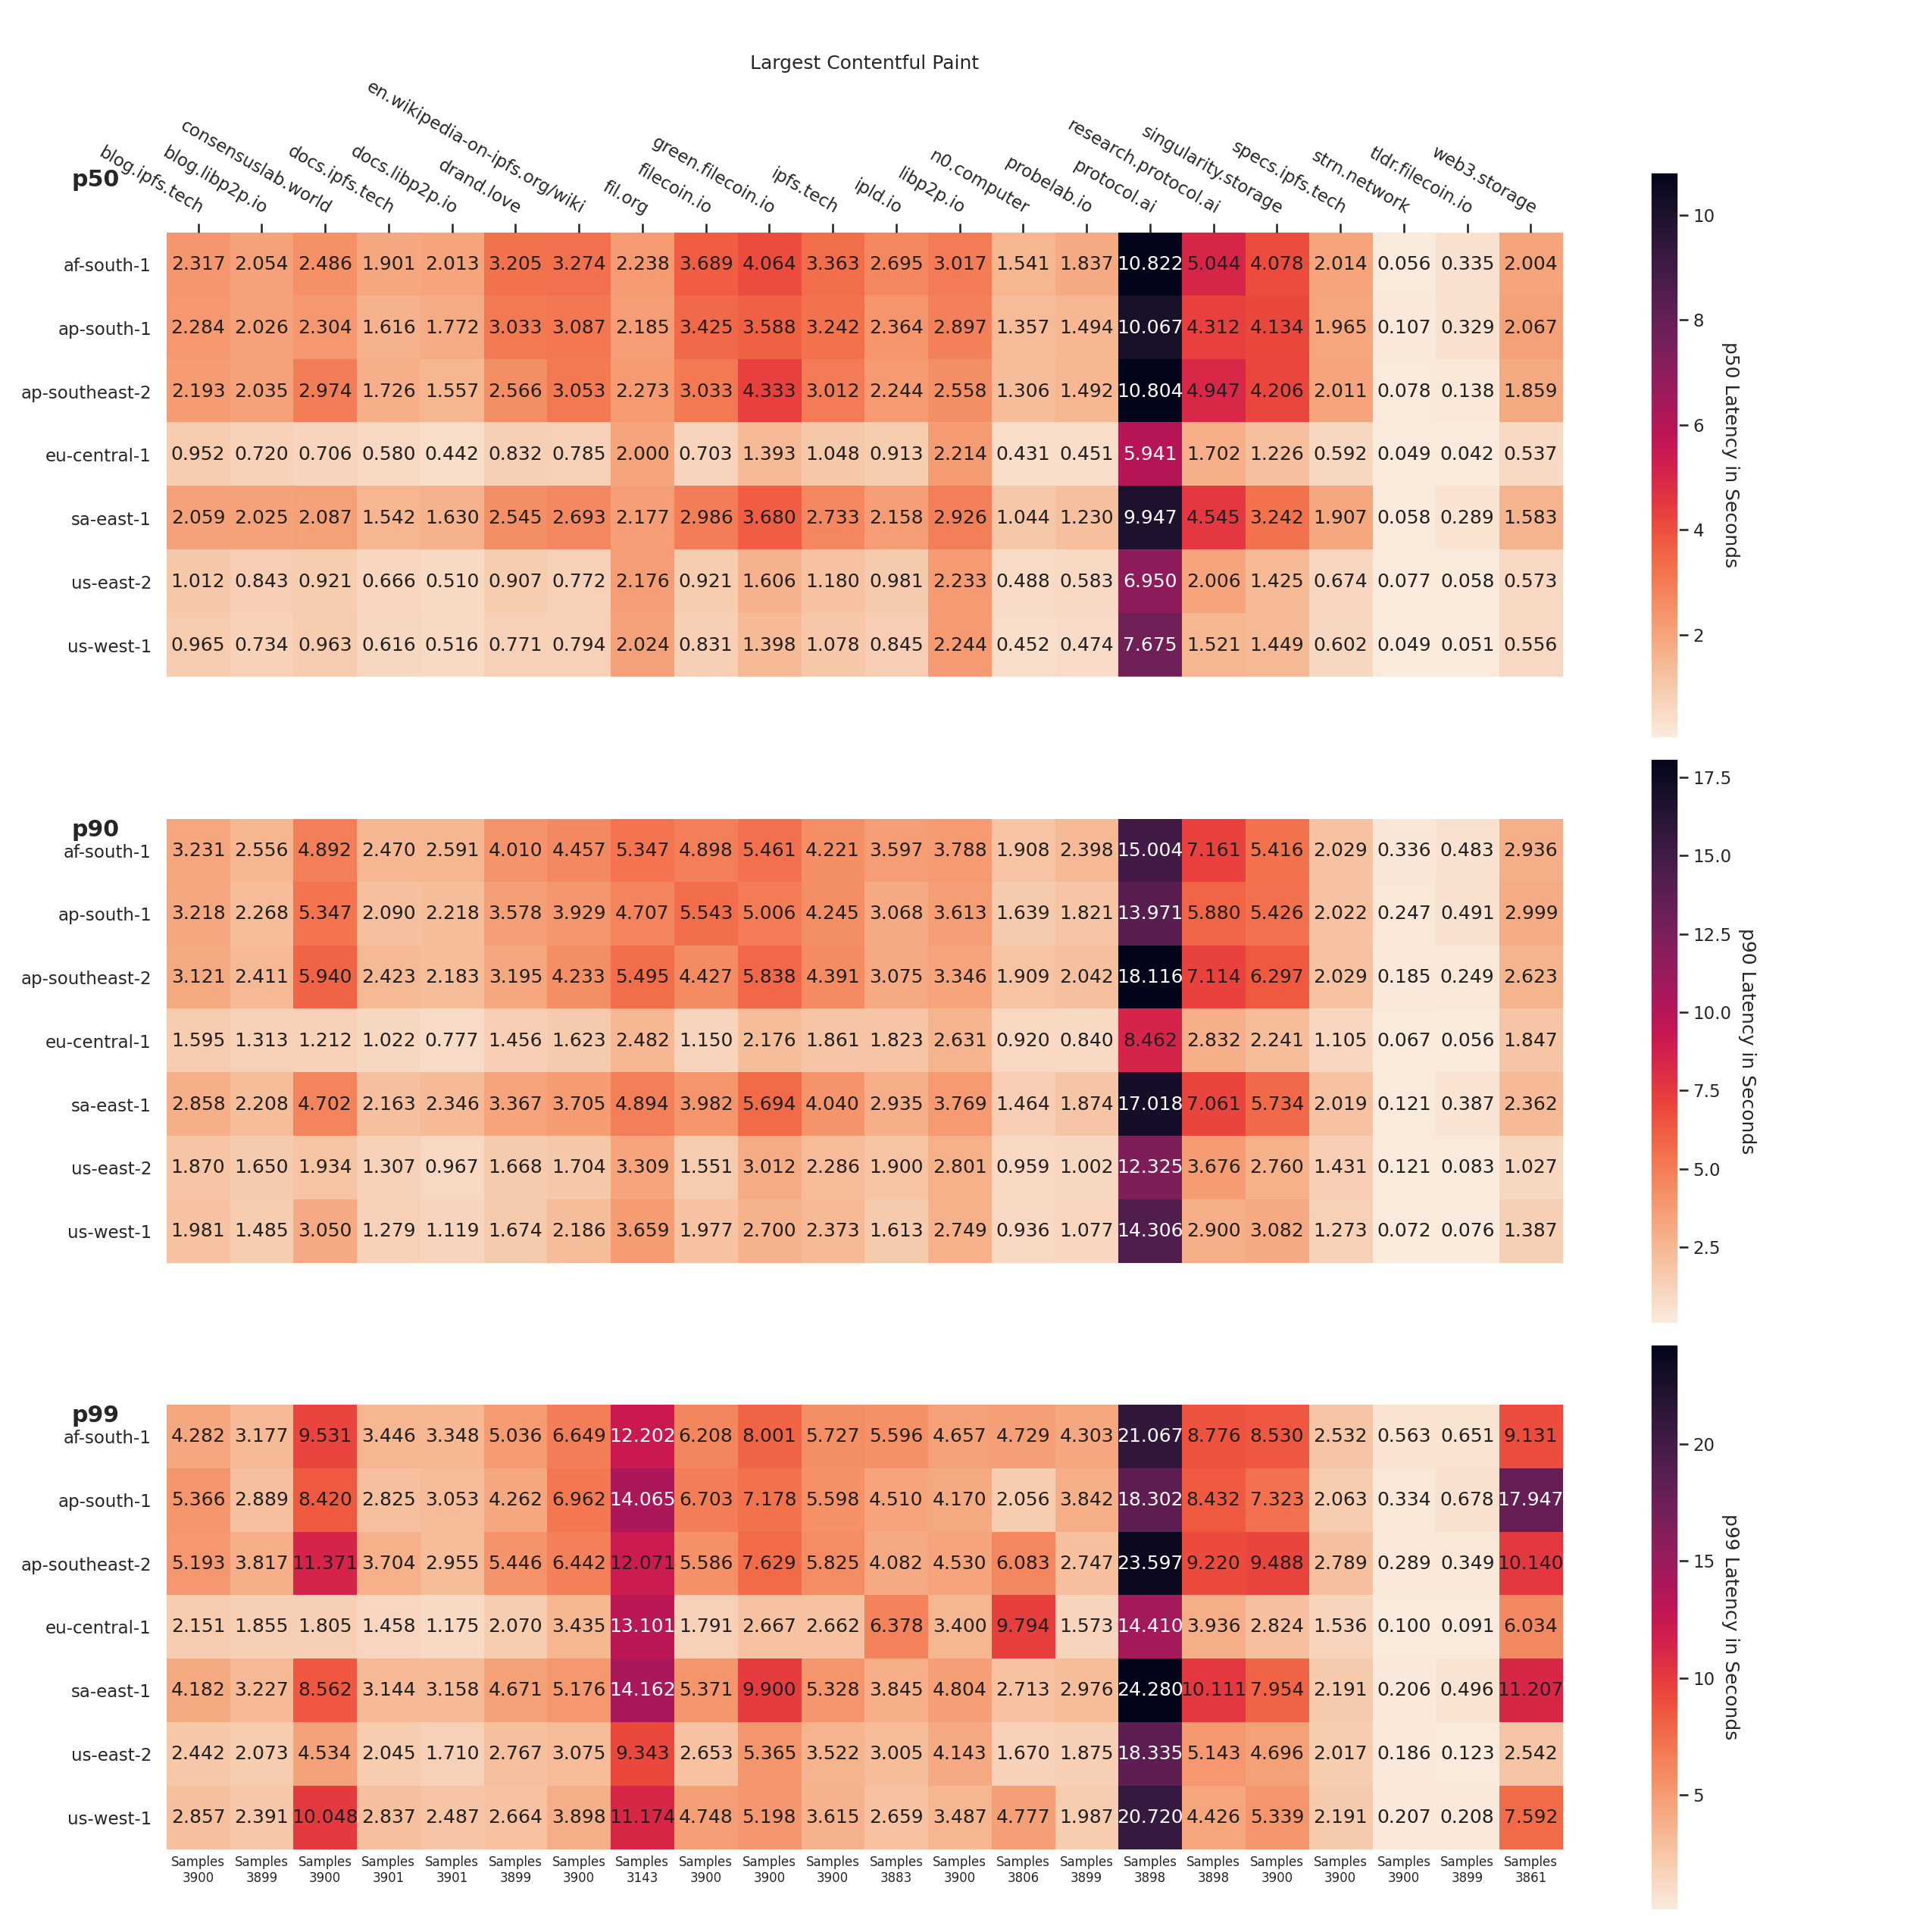 Largest Contentful Paint
p50
blog.ipfs.tech
blog.libp2p.io
consensuslab.world
docs.ipfs.tech
docs.libp2p.io
drand.love
en.wikipedia-on-ipfs.org/wiki
fil.org
filecoin.io
green.filecoin.io
ipfs.tech
ipld.io
libp2p.io
n0.computer
probelab.io
protocol.ai
research.protocol.ai
singularity.storage
specs.ipfs.tech
strn.network
tldr.filecoin.io
web3.storage
af-south-1 2.317 2.054 2.486 1.901 2.013 3.205 3.274 2.238 3.689 4.064 3.363 2.695 3.017 1.541 1.837 10.822 5.044 4.078 2.014 0.056 0.335 2.004
ap-south-1 2.284 2.026 2.304 1.616 1.772 3.033 3.087 2.185 3.425 3.588 3.242 2.364 2.897 1.357 1.494 10.067 4.312 4.134 1.965 0.107 0.329 2.067
ap-southeast-2 2.193 2.035 2.974 1.726 1.557 2.566 3.053 2.273 3.033 4.333 3.012 2.244 2.558 1.306 1.492 10.804 4.947 4.206 2.011 0.078 0.138 1.859
eu-central-1 0.952 0.720 0.706 0.580 0.442 0.832 0.785 2.000 0.703 1.393 1.048 0.913 2.214 0.431 0.451 5.941 1.702 1.226 0.592 0.049 0.042 0.537
sa-east-1 2.059 2.025 2.087 1.542 1.630 2.545 2.693 2.177 2.986 3.680 2.733 2.158 2.926 1.044 1.230 9.947 4.545 3.242 1.907 0.058 0.289 1.583
us-east-2 1.012 0.843 0.921 0.666 0.510 0.907 0.772 2.176 0.921 1.606 1.180 0.981 2.233 0.488 0.583 6.950 2.006 1.425 0.674 0.077 0.058 0.573
us-west-1 0.965 0.734 0.963 0.616 0.516 0.771 0.794 2.024 0.831 1.398 1.078 0.845 2.244 0.452 0.474 7.675 1.521 1.449 0.602 0.049 0.051 0.556
10
8
6
4
2
p50 Latency in Seconds
p90
af-south-1 3.231 2.556 4.892 2.470 2.591 4.010 4.457 5.347 4.898 5.461 4.221 3.597 3.788 1.908 2.398 15.004 7.161 5.416 2.029 0.336 0.483 2.936
ap-south-1 3.218 2.268 5.347 2.090 2.218 3.578 3.929 4.707 5.543 5.006 4.245 3.068 3.613 1.639 1.821 13.971 5.880 5.426 2.022 0.247 0.491 2.999
ap-southeast-2 3.121 2.411 5.940 2.423 2.183 3.195 4.233 5.495 4.427 5.838 4.391 3.075 3.346 1.909 2.042 18.116 7.114 6.297 2.029 0.185 0.249 2.623
eu-central-1 1.595 1.313 1.212 1.022 0.777 1.456 1.623 2.482 1.150 2.176 1.861 1.823 2.631 0.920 0.840 8.462 2.832 2.241 1.105 0.067 0.056 1.847
sa-east-1 2.858 2.208 4.702 2.163 2.346 3.367 3.705 4.894 3.982 5.694 4.040 2.935 3.769 1.464 1.874 17.018 7.061 5.734 2.019 0.121 0.387 2.362
us-east-2 1.870 1.650 1.934 1.307 0.967 1.668 1.704 3.309 1.551 3.012 2.286 1.900 2.801 0.959 1.002 12.325 3.676 2.760 1.431 0.121 0.083 1.027
us-west-1 1.981 1.485 3.050 1.279 1.119 1.674 2.186 3.659 1.977 2.700 2.373 1.613 2.749 0.936 1.077 14.306 2.900 3.082 1.273 0.072 0.076 1.387
17.5
15.0
12.5
10.0
7.5
5.0
2.5
p90 Latency in Seconds
p99
af-south-1 4.282 3.177 9.531 3.446 3.348 5.036 6.649 12.202 6.208 8.001 5.727 5.596 4.657 4.729 4.303 21.067 8.776 8.530 2.532 0.563 0.651 9.131
ap-south-1 5.366 2.889 8.420 2.825 3.053 4.262 6.962 14.065 6.703 7.178 5.598 4.510 4.170 2.056 3.842 18.302 8.432 7.323 2.063 0.334 0.678 17.947
ap-southeast-2 5.193 3.817 11.371 3.704 2.955 5.446 6.442 12.071 5.586 7.629 5.825 4.082 4.530 6.083 2.747 23.597 9.220 9.488 2.789 0.289 0.349 10.140
eu-central-1 2.151 1.855 1.805 1.458 1.175 2.070 3.435 13.101 1.791 2.667 2.662 6.378 3.400 9.794 1.573 14.410 3.936 2.824 1.536 0.100 0.091 6.034
sa-east-1 4.182 3.227 8.562 3.144 3.158 4.671 5.176 14.162 5.371 9.900 5.328 3.845 4.804 2.713 2.976 24.280 10.111 7.954 2.191 0.206 0.496 11.207
us-east-2 2.442 2.073 4.534 2.045 1.710 2.767 3.075 9.343 2.653 5.365 3.522 3.005 4.143 1.670 1.875 18.335 5.143 4.696 2.017 0.186 0.123 2.542
us-west-1 2.857 2.391 10.048 2.837 2.487 2.664 3.898 11.174 4.748 5.198 3.615 2.659 3.487 4.777 1.987 20.720 4.426 5.339 2.191 0.207 0.208 7.592
Samples Samples Samples Samples Samples Samples Samples Samples Samples Samples Samples Samples Samples Samples Samples Samples Samples Samples Samples Samples Samples Samples
3900 3899 3900 3901 3901 3899 3900 3143 3900 3900 3900 3883 3900 3806 3899 3898 3898 3900 3900 3900 3899 3861
20
15
10
5
p99 Latency in Seconds